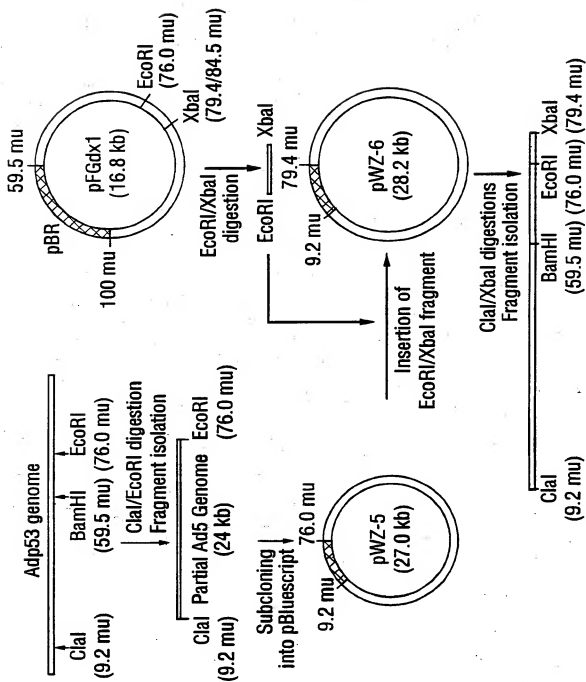 Adp53 genome
ClaI
(9.2 mu)
BamHI
(59.5 mu)
EcoRI
(76.0 mu)
ClaI/EcoRI digestion
Fragment isolation
ClaI
(9.2 mu)
Partial Ad5 Genome
(24 kb)
EcoRI
(76.0 mu)
Subcloning
into pBluescript
9.2 mu
76.0 mu
pWZ-5
(27.0 kb)
pBR
59.5 mu
100 mu
pFGdx1
(16.8 kb)
EcoRI
(76.0 mu)
XbaI
(79.4/84.5 mu)
EcoRI/XbaI
digestion
EcoRI
XbaI
Insertion of
EcoRI/XbaI fragment
9.2 mu
79.4 mu
pWZ-6
(28.2 kb)
ClaI/XbaI digestions
Fragment isolation
ClaI
(9.2 mu)
BamHI
(59.5 mu)
EcoRI
(76.0 mu)
XbaI
(79.4 mu)